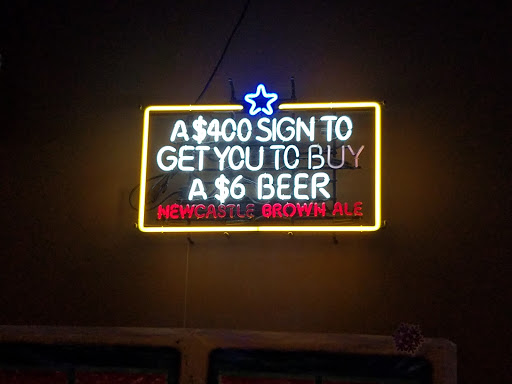 A $400 SIGN TO
GET YOU TO BUY
A $6 BEER
NEWCASTLE BROWN ALE